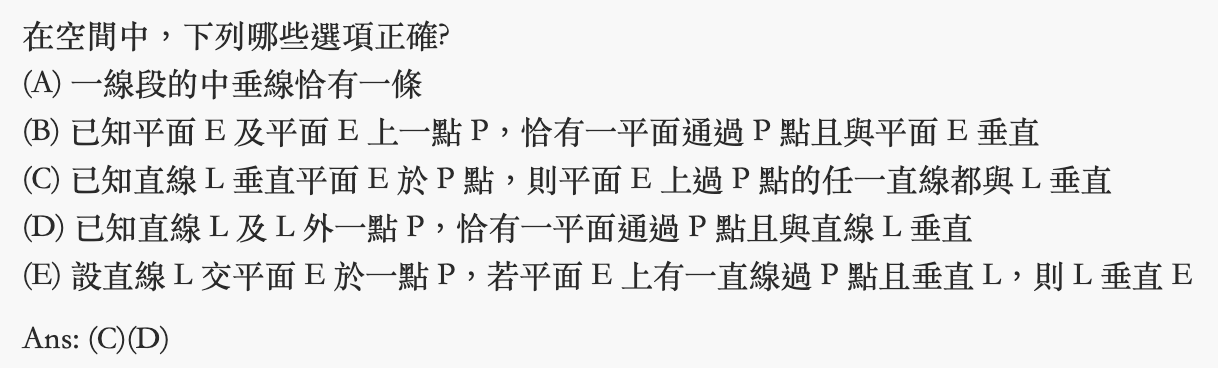 在空間中，下列哪些選項正確?
(A) 一線段的中垂線恰有一條
(B) 已知平面 E 及平面 E 上一點 P，恰有一平面通過 P 點且與平面 E 垂直
(C) 已知直線 L 垂直平面 E 於 P 點，則平面 E 上過 P 點的任一直線都與 L 垂直
(D) 已知直線 L 及 L 外一點 P，恰有一平面通過 P 點且與直線 L 垂直
(E) 設直線 L 交平面 E 於一點 P，若平面 E 上有一直線過 P 點且垂直 L，則 L 垂直 E
Ans: (C)(D)